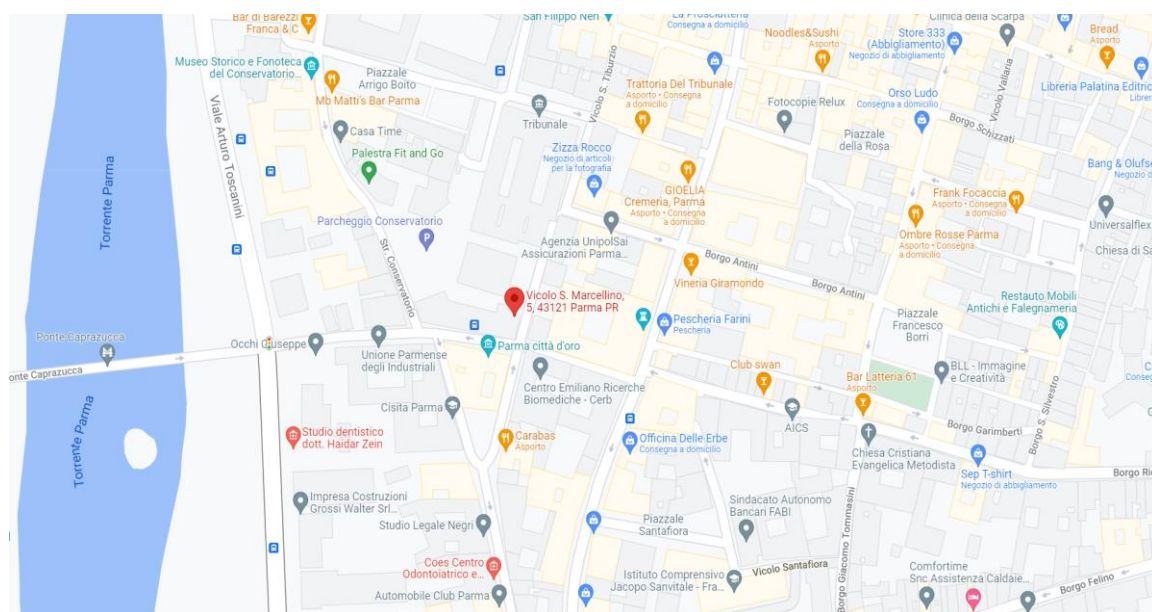 Bar di Barezzi
Franca & C
San Filippo Neri
La Prosciutteria
Clinica della Scarpa
Noodles&Sushi
Asporto
Store 333
(Abbigliamento)
Negozio di abbigliamento
Bread
Asporto
Museo Storico e Fonoteca
del Conservatorio...
Piazzale
Arrigo Boito
Mb Matti's Bar Parma
Vicolo S. Tiburzio
Trattoria Del Tribunale
Asporto • Consegna
a domicilio
Orso Ludo
Consegna a domicilio
Vicolo Vallaria
Libreria Palatina Editric
Libre
Viale Arturo Toscanini
Casa Time
Tribunale
Fotocopie Relux
Borgo Schizzati
Piazzale
della Rosa
Palestra Fit and Go
Zizza Rocco
Negozio di articoli
per la fotografia
Bang & Olufse
Negozio di
Torrente Parma
GIOELIA
Cremeria, Parma
Asporto • Consegna
a domicilio
Frank Focaccia
Asporto • Consegna
a domicilio
Parcheggio Conservatorio
Str. Conservatorio
Agenzia UnipolSai
Assicurazioni Parma...
Ombre Rosse Parma
Asporto • Consegna
a domicilio
Universalflex
Chiesa di Sa
Borgo Antini
Borgo Antini
Vineria Giramondo
Vicolo S. Marcellino,
5, 43121 Parma PR
Restauto Mobili
Antichi e Falegnameria
Pescheria Farini
Pescheria
Piazzale
Francesco
Borri
Ponte Caprazucca
Occhi Giuseppe
Unione Parmense
degli Industriali
Parma città d'oro
Ponte Caprazucca
Club swan
Bar Latteria 61
Asporto
BLL - Immagine
e Creatività
Centro Emiliano Ricerche
Biomediche - Cerb
Cisita Parma
AICS
Borgo S. Silvestro
Borgo Garimberti
Torrente Parma
Studio dentistico
dott. Haidar Zein
Carabas
Asporto
Officina Delle Erbe
Consegna a domicilio
Chiesa Cristiana
Evangelica Metodista
Sep T-shirt
Negozio di abbigliamento
Borgo Ri
Impresa Costruzioni
Grossi Walter Srl...
Sindacato Autonomo
Bancari FABI
Studio Legale Negri
Piazzale
Santafiora
Borgo Giacomo Tommasini
Coes Centro
Odontoiatrico e...
Vicolo Santafiora
Istituto Comprensivo
Jacopo Sanvitale - Fra...
Comfortime
Snc Assistenza Caldaie...
Borgo Felino
Automobile Club Parma